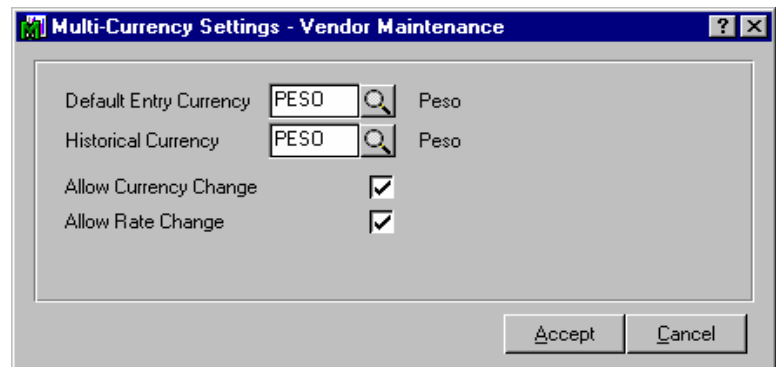 Multi-Currency Settings - Vendor Maintenance
Default Entry Currency PESO Peso
Historical Currency PESO Peso
Allow Currency Change
Allow Rate Change
Accept Cancel